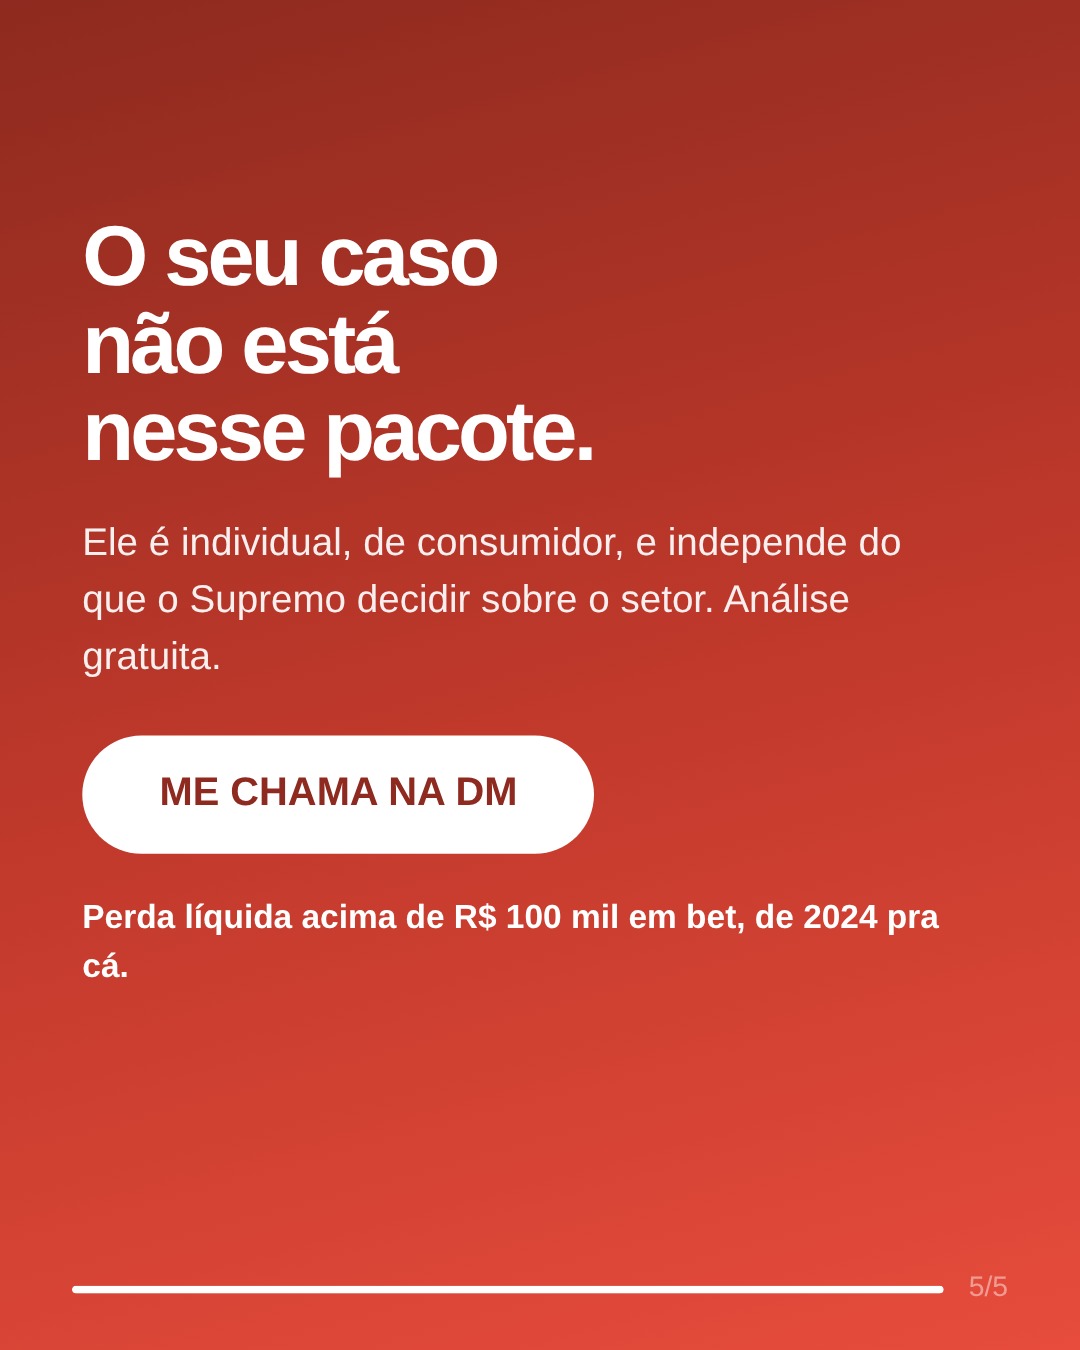 O seu caso
não está
nesse pacote.
Ele é individual, de consumidor, e independe do
que o Supremo decidir sobre o setor. Análise
gratuita.
ME CHAMA NA DM
Perda líquida acima de R$ 100 mil em bet, de 2024 pra
cá.
5/5